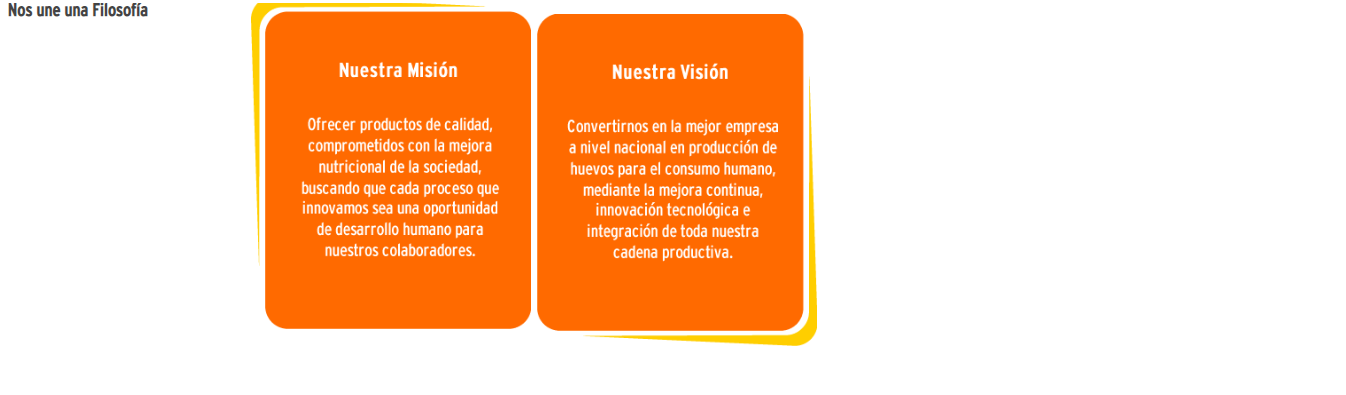 Nos une una Filosofía
Nuestra Misión
Ofrecer productos de calidad,
comprometidos con la mejora
nutricional de la sociedad,
buscando que cada proceso que
innovamos sea una oportunidad
de desarrollo humano para
nuestros colaboradores.
Nuestra Visión
Convertirnos en la mejor empresa
a nivel nacional en producción de
huevos para el consumo humano,
mediante la mejora continua,
innovación tecnológica e
integración de toda nuestra
cadena productiva.